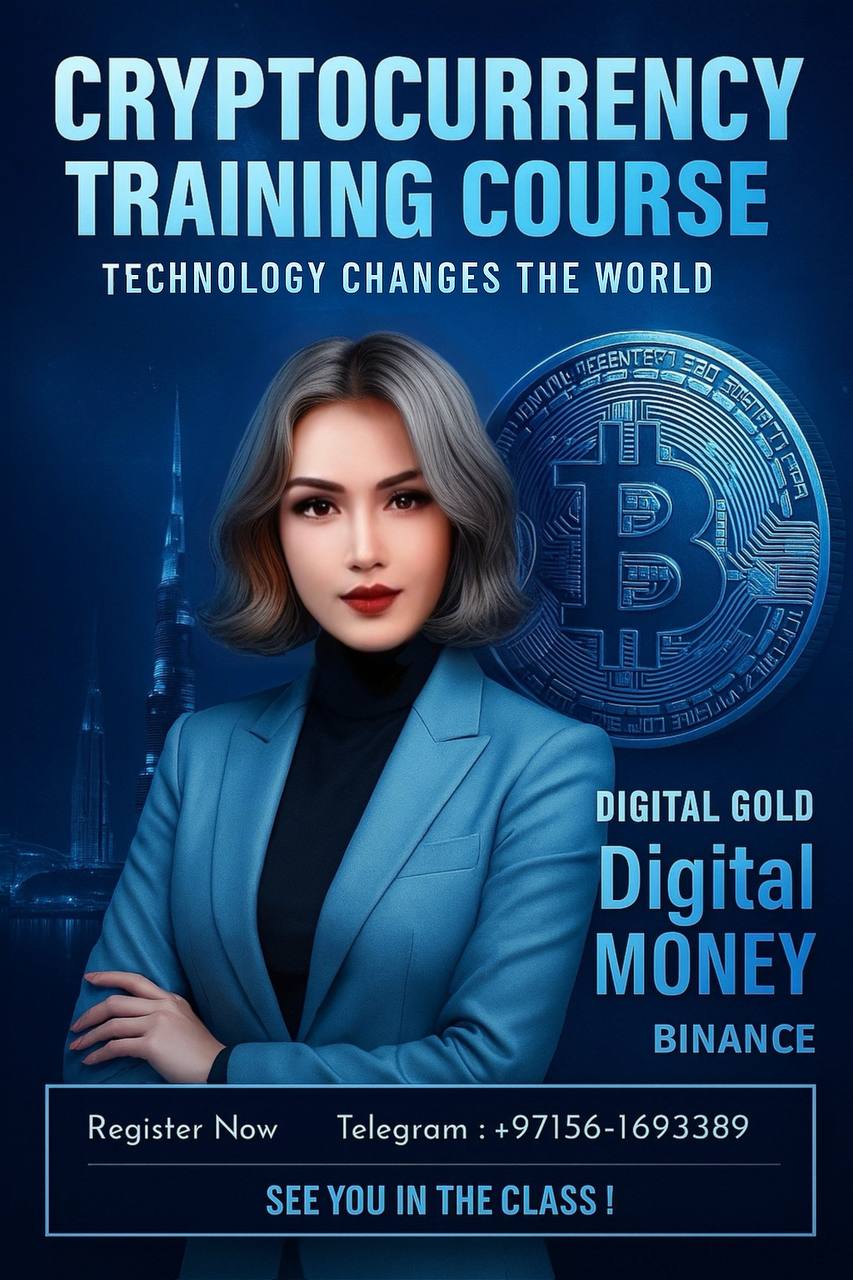 CRYPTOCURRENCY
TRAINING COURSE
TECHNOLOGY CHANGES THE WORLD
DIGITAL GOLD
Digital
MONEY
BINANCE
Register Now Telegram : +97156-1693389
SEE YOU IN THE CLASS !